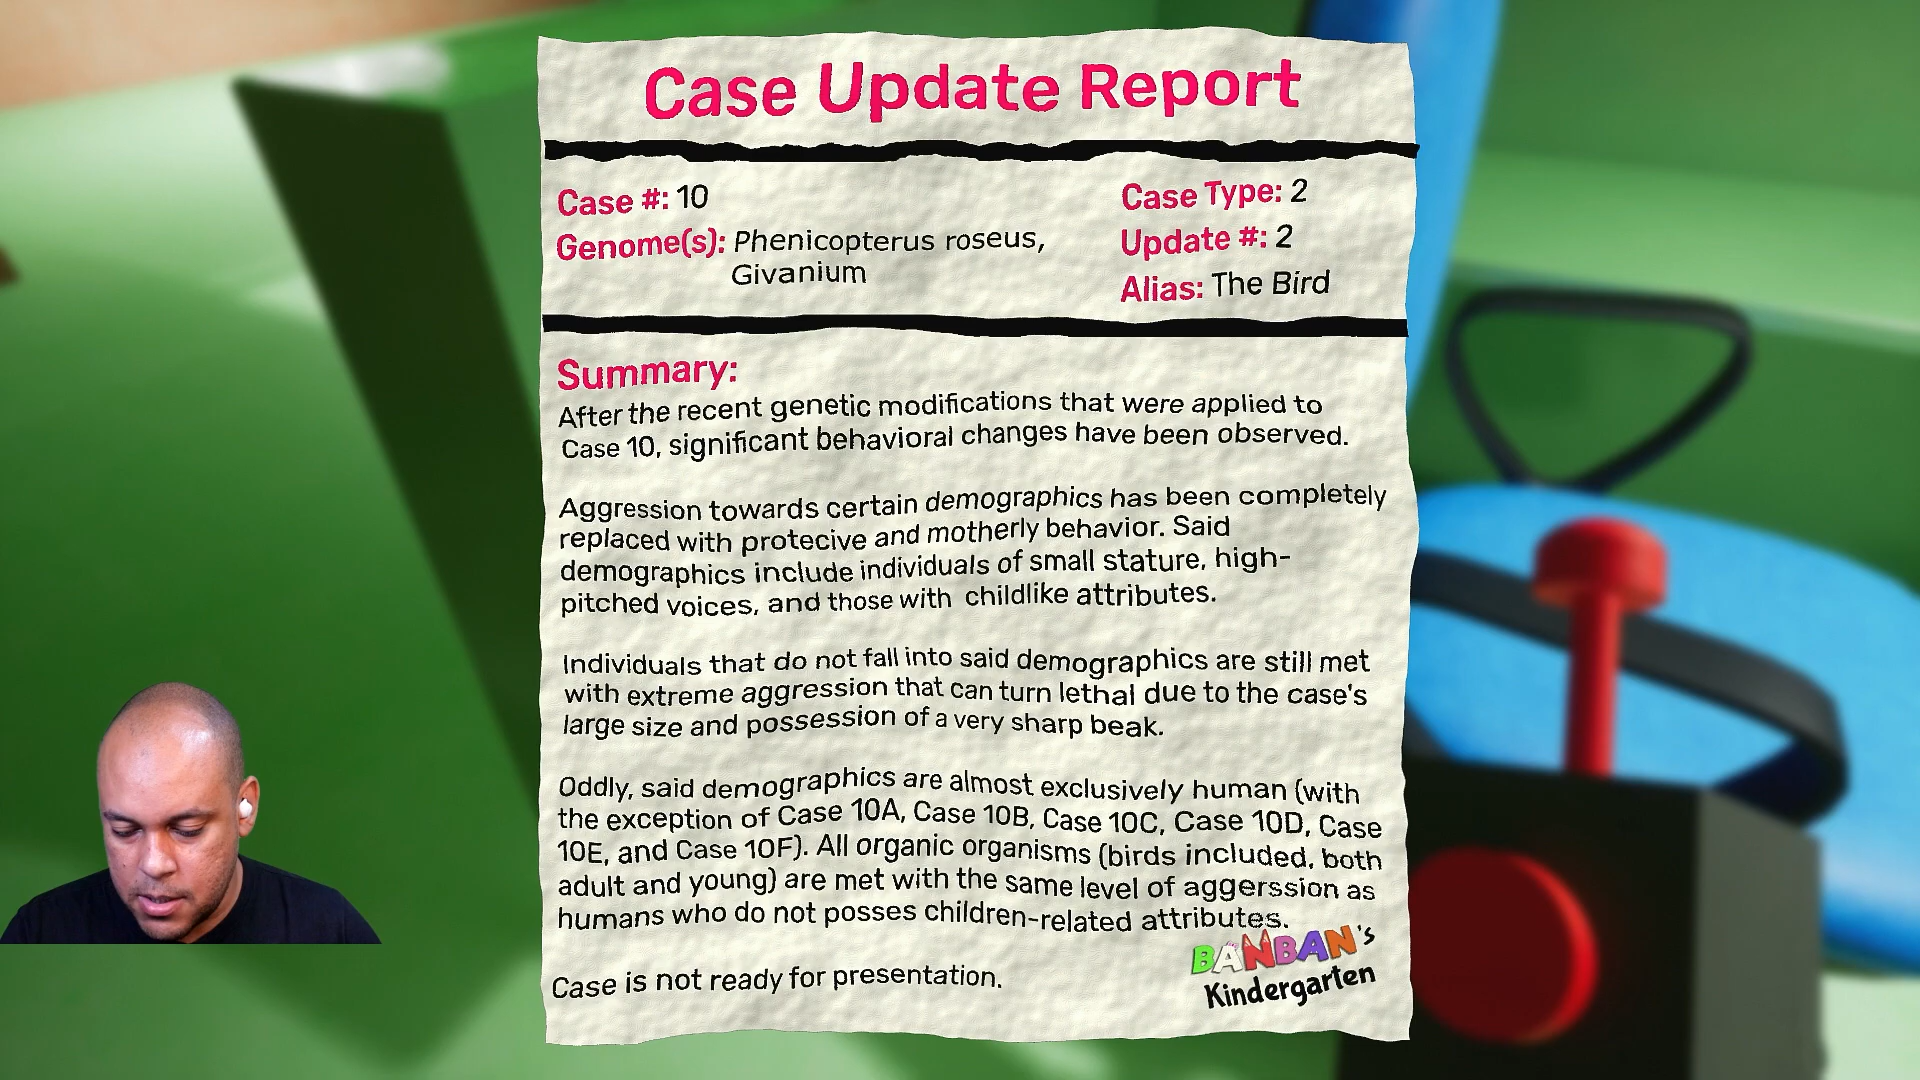 Case Update Report
Case #: 10
Genome(s): Phenicopterus roseus,
Givanium
Case Type: 2
Update #: 2
Alias: The Bird
Summary:
After the recent genetic modifications that were applied to
Case 10, significant behavioral changes have been observed.
Aggression towards certain demographics has been completely
replaced with protecive and motherly behavior. Said
demographics include individuals of small stature, high-
pitched voices, and those with childlike attributes.
Individuals that do not fall into said demographics are still met
with extreme aggression that can turn lethal due to the case's
large size and possession of a very sharp beak.
Oddly, said demographics are almost exclusively human (with
the exception of Case 10A, Case 10B, Case 10C, Case 10D, Case
10E, and Case 10F). All organic organisms (birds included, both
adult and young) are met with the same level of aggerssion as
humans who do not posses children-related attributes.
Case is not ready for presentation.
BANBAN's
Kindergarten